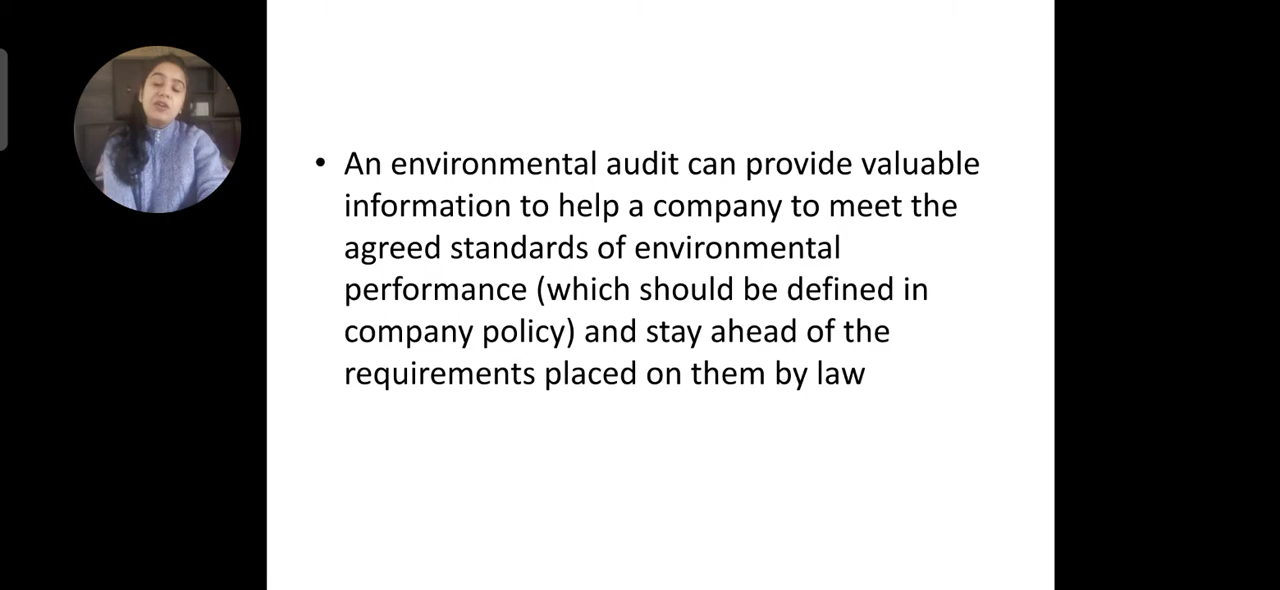 • An environmental audit can provide valuable
information to help a company to meet the
agreed standards of environmental
performance (which should be defined in
company policy) and stay ahead of the
requirements placed on them by law